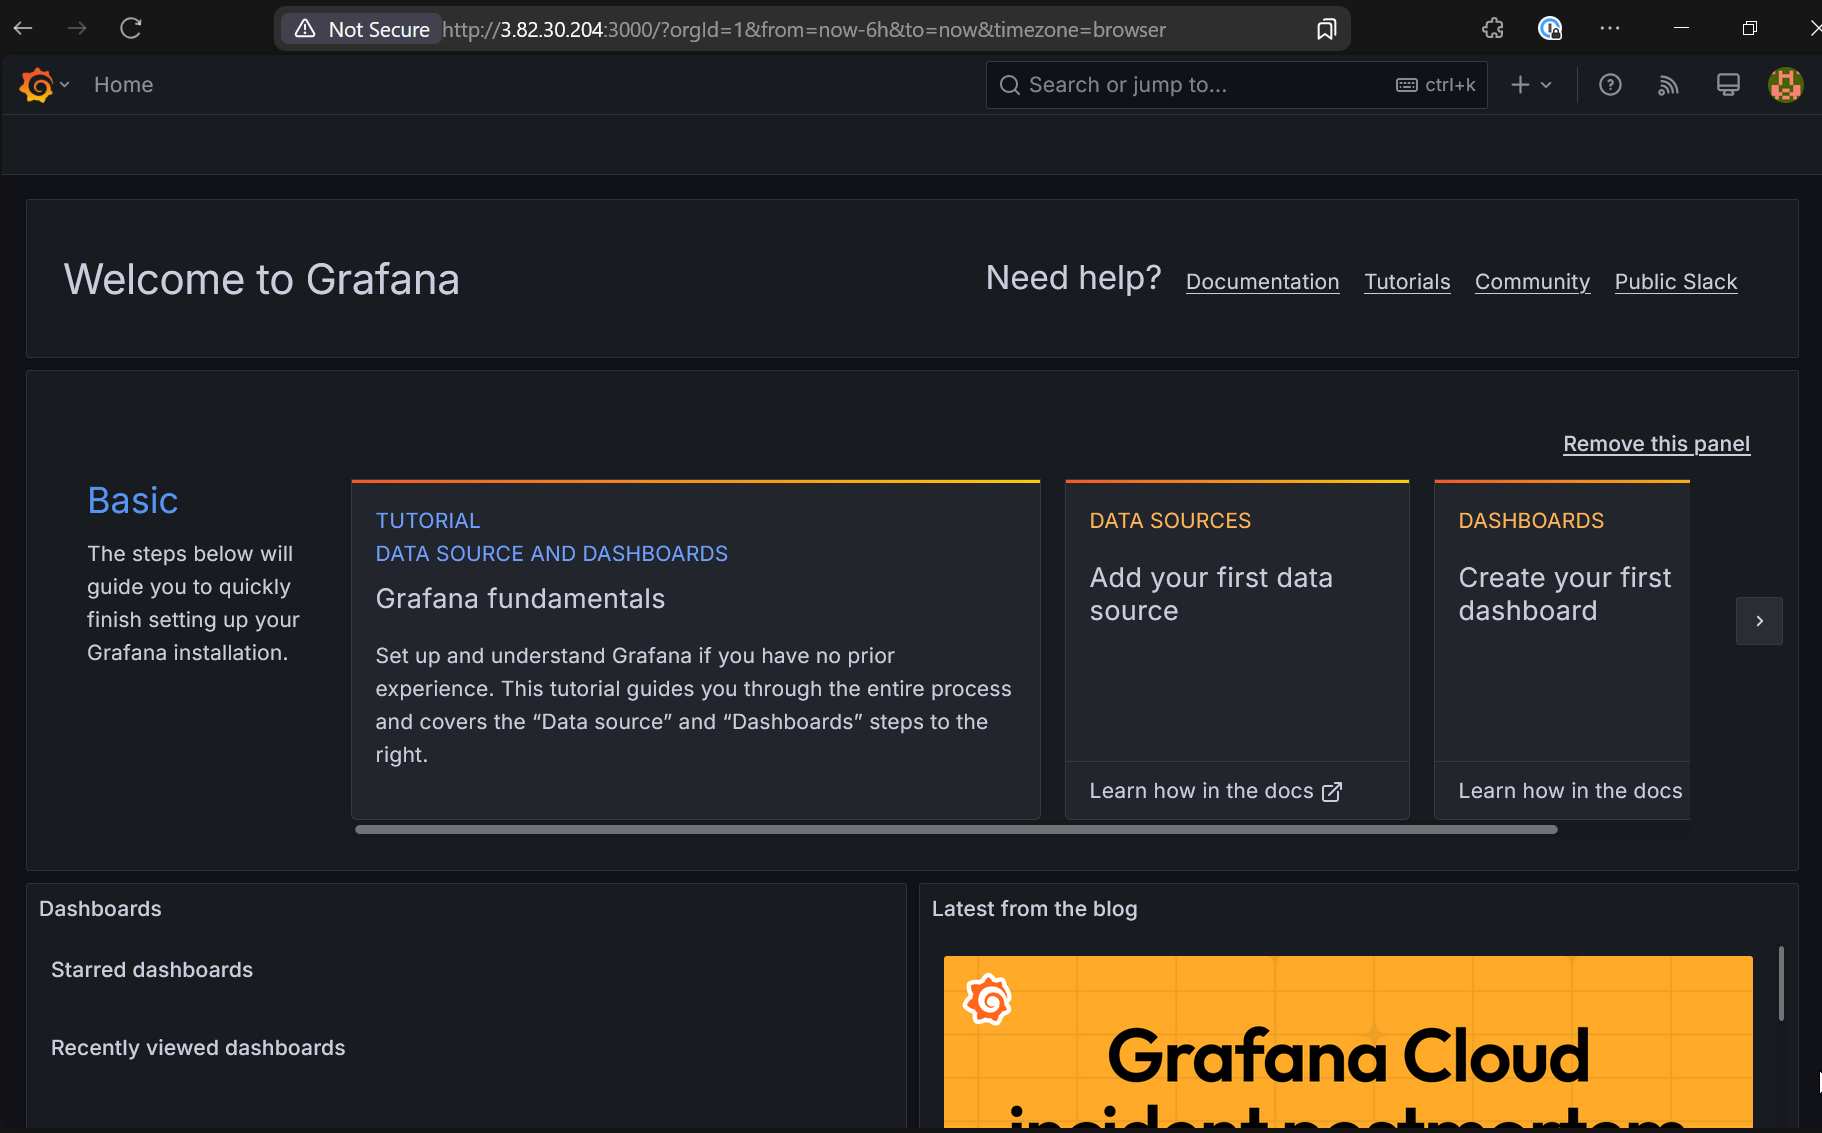 Not Secure http://3.82.30.204:3000/?orgId=1&from=now-6h&to=now&timezone=browser
Home
Search or jump to...
ctrl+k
Welcome to Grafana
Need help? Documentation Tutorials Community Public Slack
Remove this panel
Basic
The steps below will
guide you to quickly
finish setting up your
Grafana installation.
TUTORIAL
DATA SOURCE AND DASHBOARDS
Grafana fundamentals
Set up and understand Grafana if you have no prior
experience. This tutorial guides you through the entire process
and covers the “Data source” and “Dashboards” steps to the
right.
DATA SOURCES
Add your first data
source
Learn how in the docs
DASHBOARDS
Create your first
dashboard
Learn how in the docs
Dashboards
Starred dashboards
Recently viewed dashboards
Latest from the blog
Grafana Cloud
incident postmortem